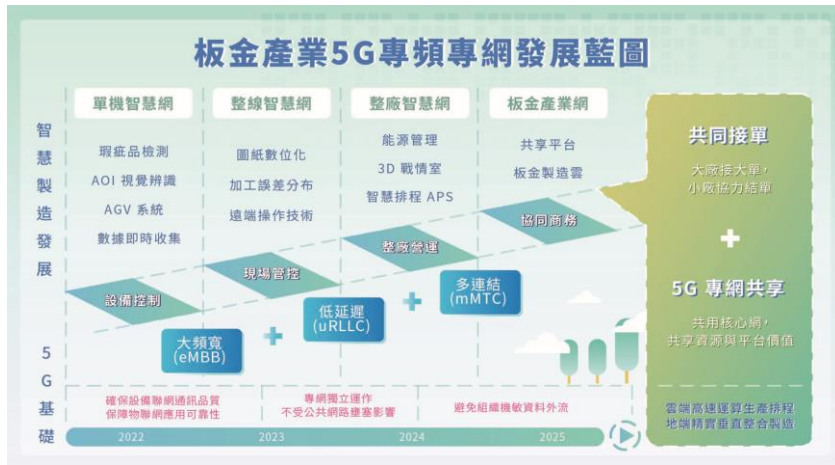 板金產業5G專頻專網發展藍圖
智慧製造發展
5G基礎
單機智慧網
瑕疵品檢測
AOI 視覺辨識
AGV 系統
數據即時收集
設備控制
整線智慧網
圖紙數位化
加工誤差分布
遠端操作技術
現場管控
整廠智慧網
能源管理
3D 戰情室
智慧排程 APS
整廠營運
板金產業網
共享平台
板金製造雲
協同商務
大頻寬
(eMBB)
+
低延遲
(uRLLC)
+
多連結
(mMTC)
確保設備聯網通訊品質
保障物聯網應用可靠性
專網獨立運作
不受公共網路壅塞影響
避免組織機敏資料外流
2022
2023
2024
2025
共同接單
大廠接大單，
小廠協力結單
+
5G 專網共享
共用核心網，
共享資源與平台價值
雲端高速運算生產排程
地端精實垂直整合製造